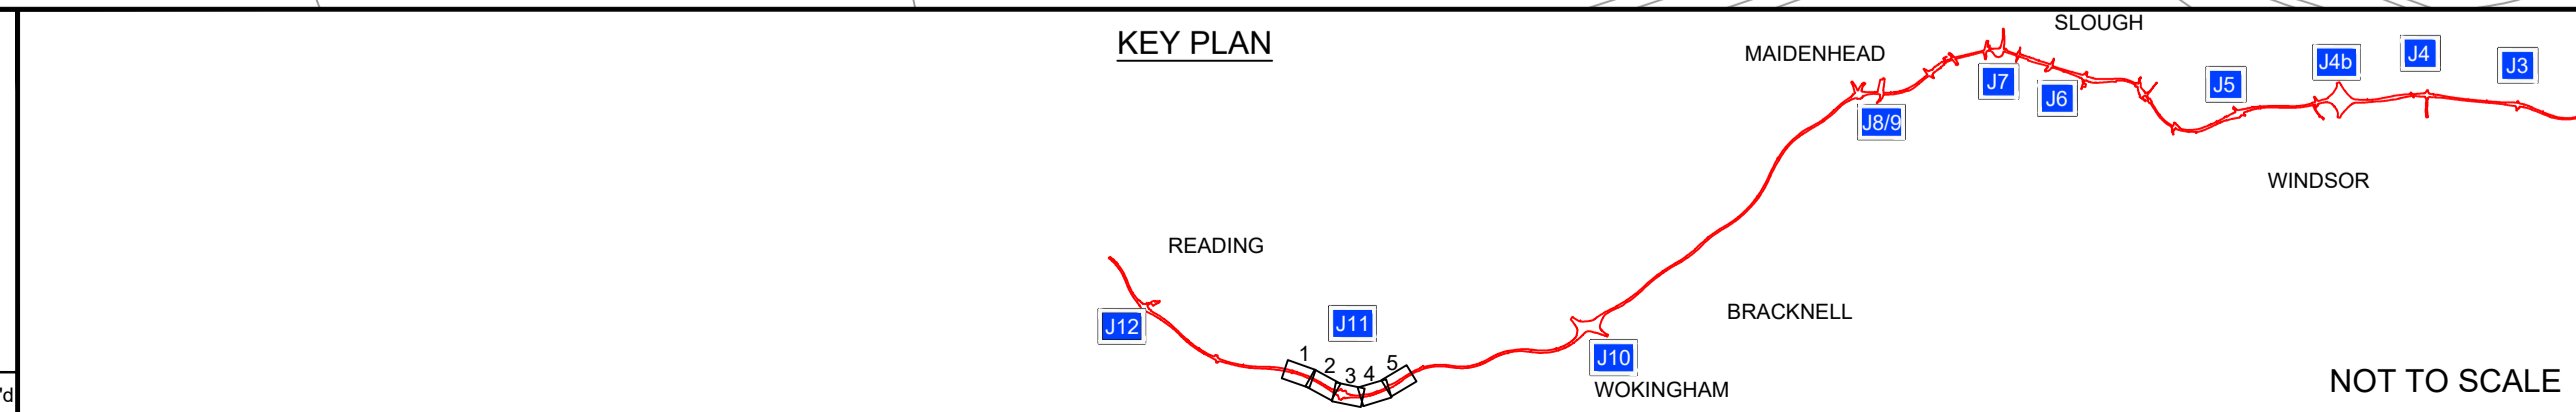 SLOUGH
KEY PLAN
MAIDENHEAD
J4b
J4
J3
J7
J6
J5
J8/9
WINDSOR
READING
BRACKNELL
J12
J11
J10
1
2
3
4
5
WOKINGHAM
NOT TO SCALE
'd